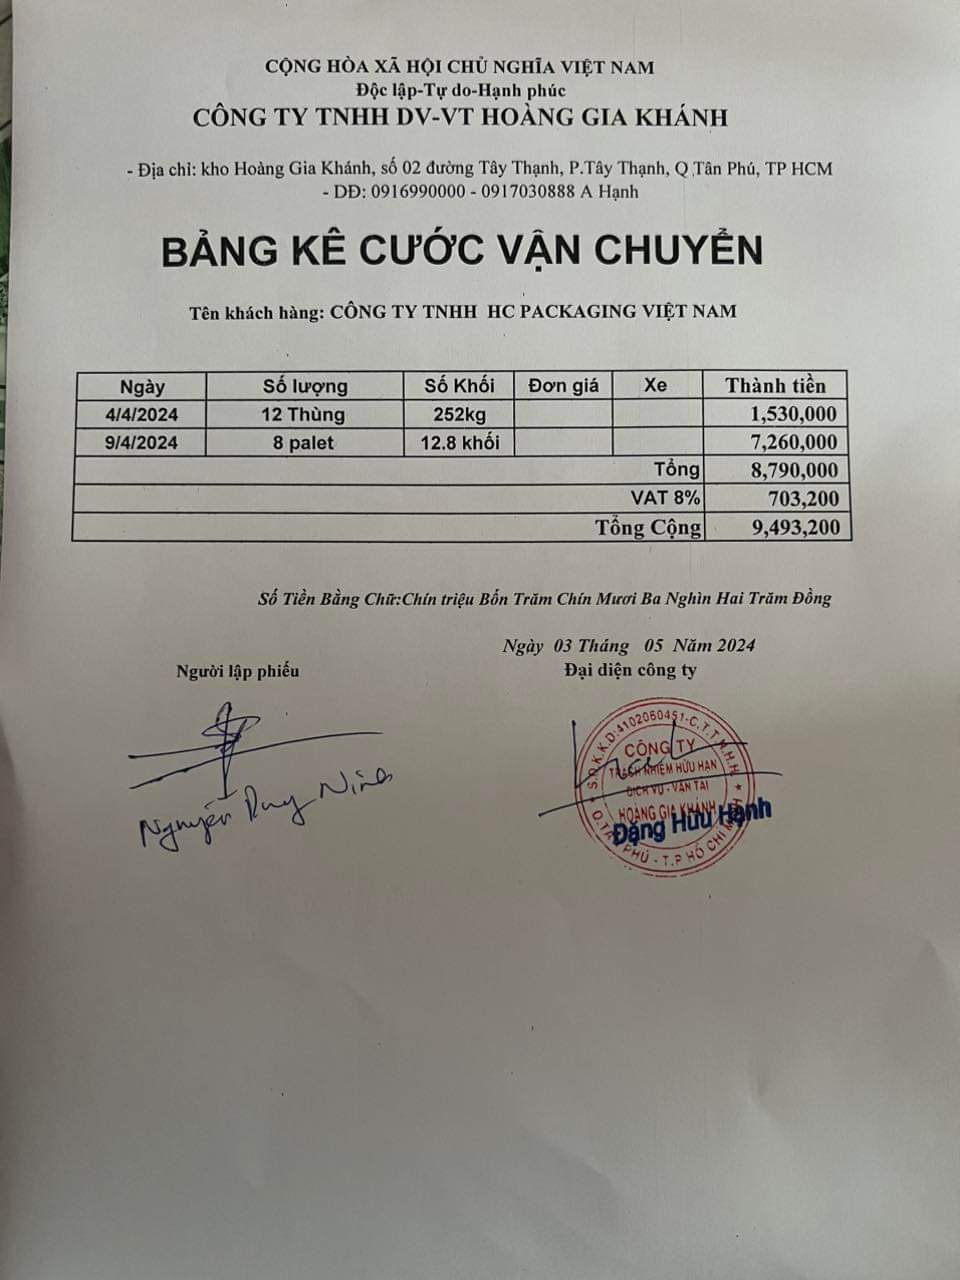 CỘNG HÒA XÃ HỘI CHỦ NGHĨA VIỆT NAM
Độc lập-Tự do-Hạnh phúc
CÔNG TY TNHH DV-VT HOÀNG GIA KHÁNH
- Địa chỉ: kho Hoàng Gia Khánh, số 02 đường Tây Thạnh, P.Tây Thạnh, Q .Tân Phú, TP HCM
- DĐ: 0916990000 - 0917030888 A Hạnh
BẢNG KÊ CƯỚC VẬN CHUYỂN
Tên khách hàng: CÔNG TY TNHH HC PACKAGING VIỆT NAM
Ngày Số lượng Số Khối Đơn giá Xe Thành tiền
4/4/2024 12 Thùng 252kg 1,530,000
9/4/2024 8 palet 12.8 khối 7,260,000
Tổng 8,790,000
VAT 8% 703,200
Tổng Cộng 9,493,200
Số Tiền Bằng Chữ:Chín triệu Bốn Trăm Chín Mươi Ba Nghìn Hai Trăm Đồng
Ngày 03 Tháng 05 Năm 2024
Người lập phiếu Đại diện công ty
S.Đ.K.K.D:4102060451-C.T.T.N.H.H
CÔNG TY
TRÁCH NHIỆM HỮU HẠN
DỊCH VỤ - VẬN TẢI
HOÀNG GIA KHÁNH
Đặng Hữu Hạnh
PHÚ - T.P HỒ CHÍ MINH
Nguyễn Duy